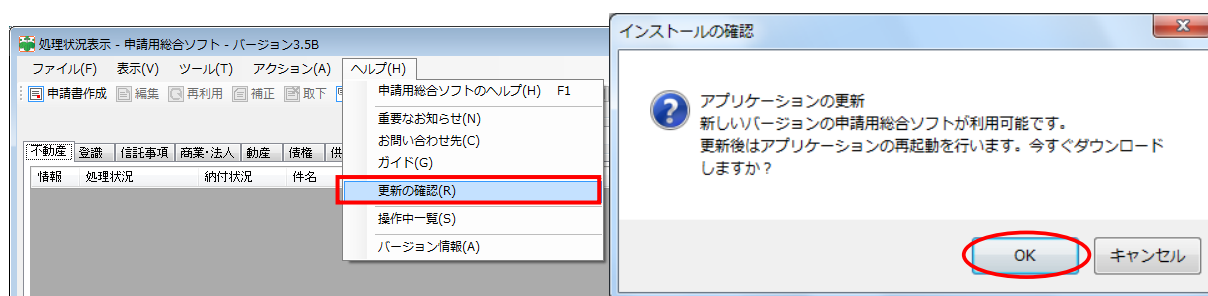 処理状況表示 - 申請用総合ソフト - バージョン3.5B
ファイル(F) 表示(V) ツール(T) アクション(A) ヘルプ(H)
申請書作成 編集 再利用 補正 取下
申請用総合ソフトのヘルプ(H) F1
重要なお知らせ(N)
お問い合わせ先(C)
ガイド(G)
更新の確認(R)
操作中一覧(S)
バージョン情報(A)
不動産 登識 信託事項 商業・法人 動産 債権 供
情報 処理状況 納付状況 件名
インストールの確認
アプリケーションの更新
新しいバージョンの申請用総合ソフトが利用可能です。
更新後はアプリケーションの再起動を行います。今すぐダウンロード
しますか?
OK キャンセル